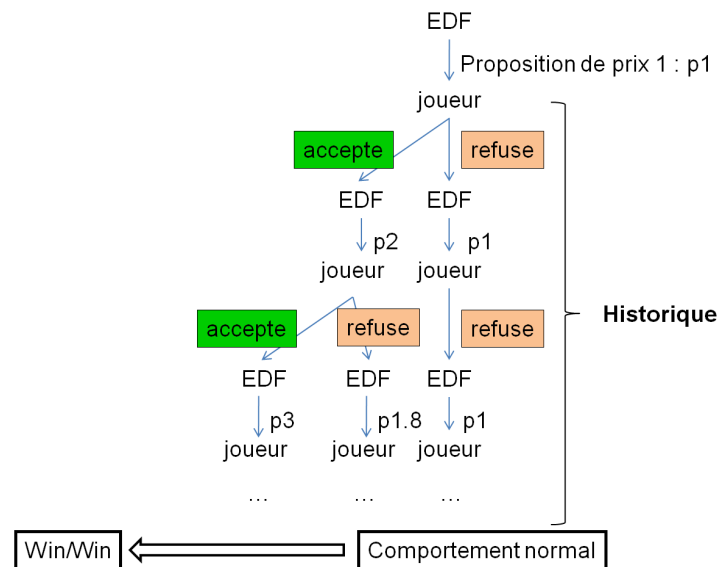 EDF
Proposition de prix 1 : p1
joueur
accepte
refuse
EDF
EDF
p2
p1
joueur
joueur
Historique
accepte
refuse
refuse
EDF
EDF
EDF
p3
p1.8
p1
joueur
joueur
joueur
...
...
...
Win/Win
Comportement normal